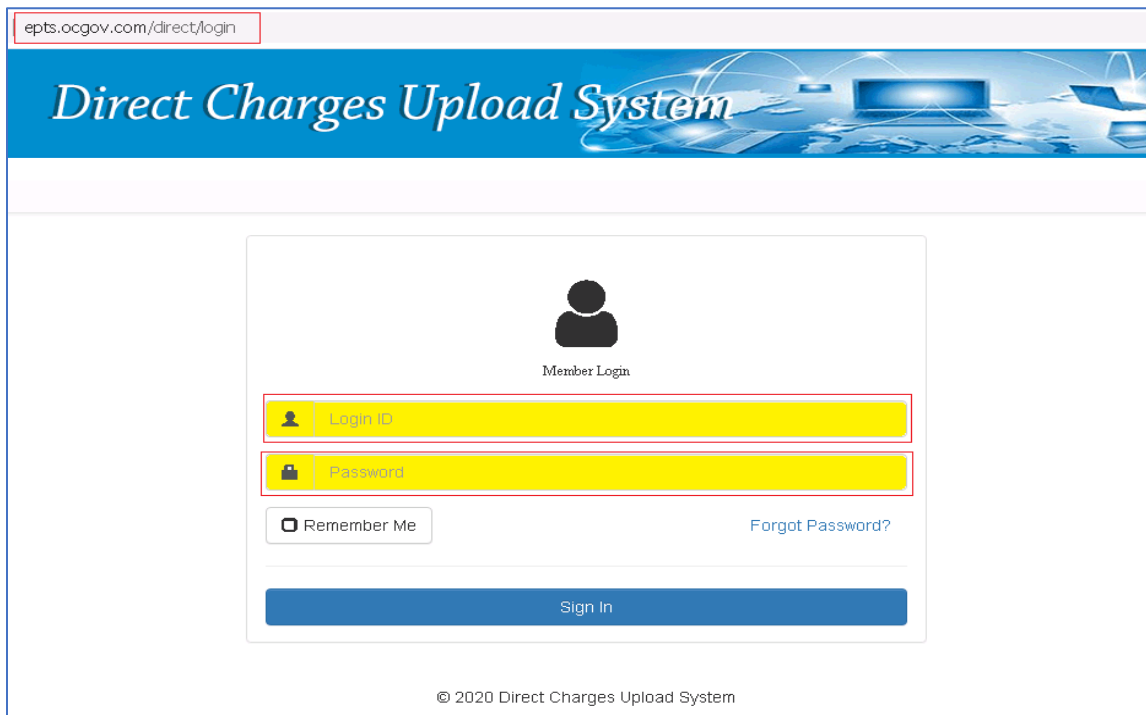 epts.ocgov.com/direct/login
Direct Charges Upload System
Member Login
Login ID
Password
Remember Me
Forgot Password?
Sign In
© 2020 Direct Charges Upload System